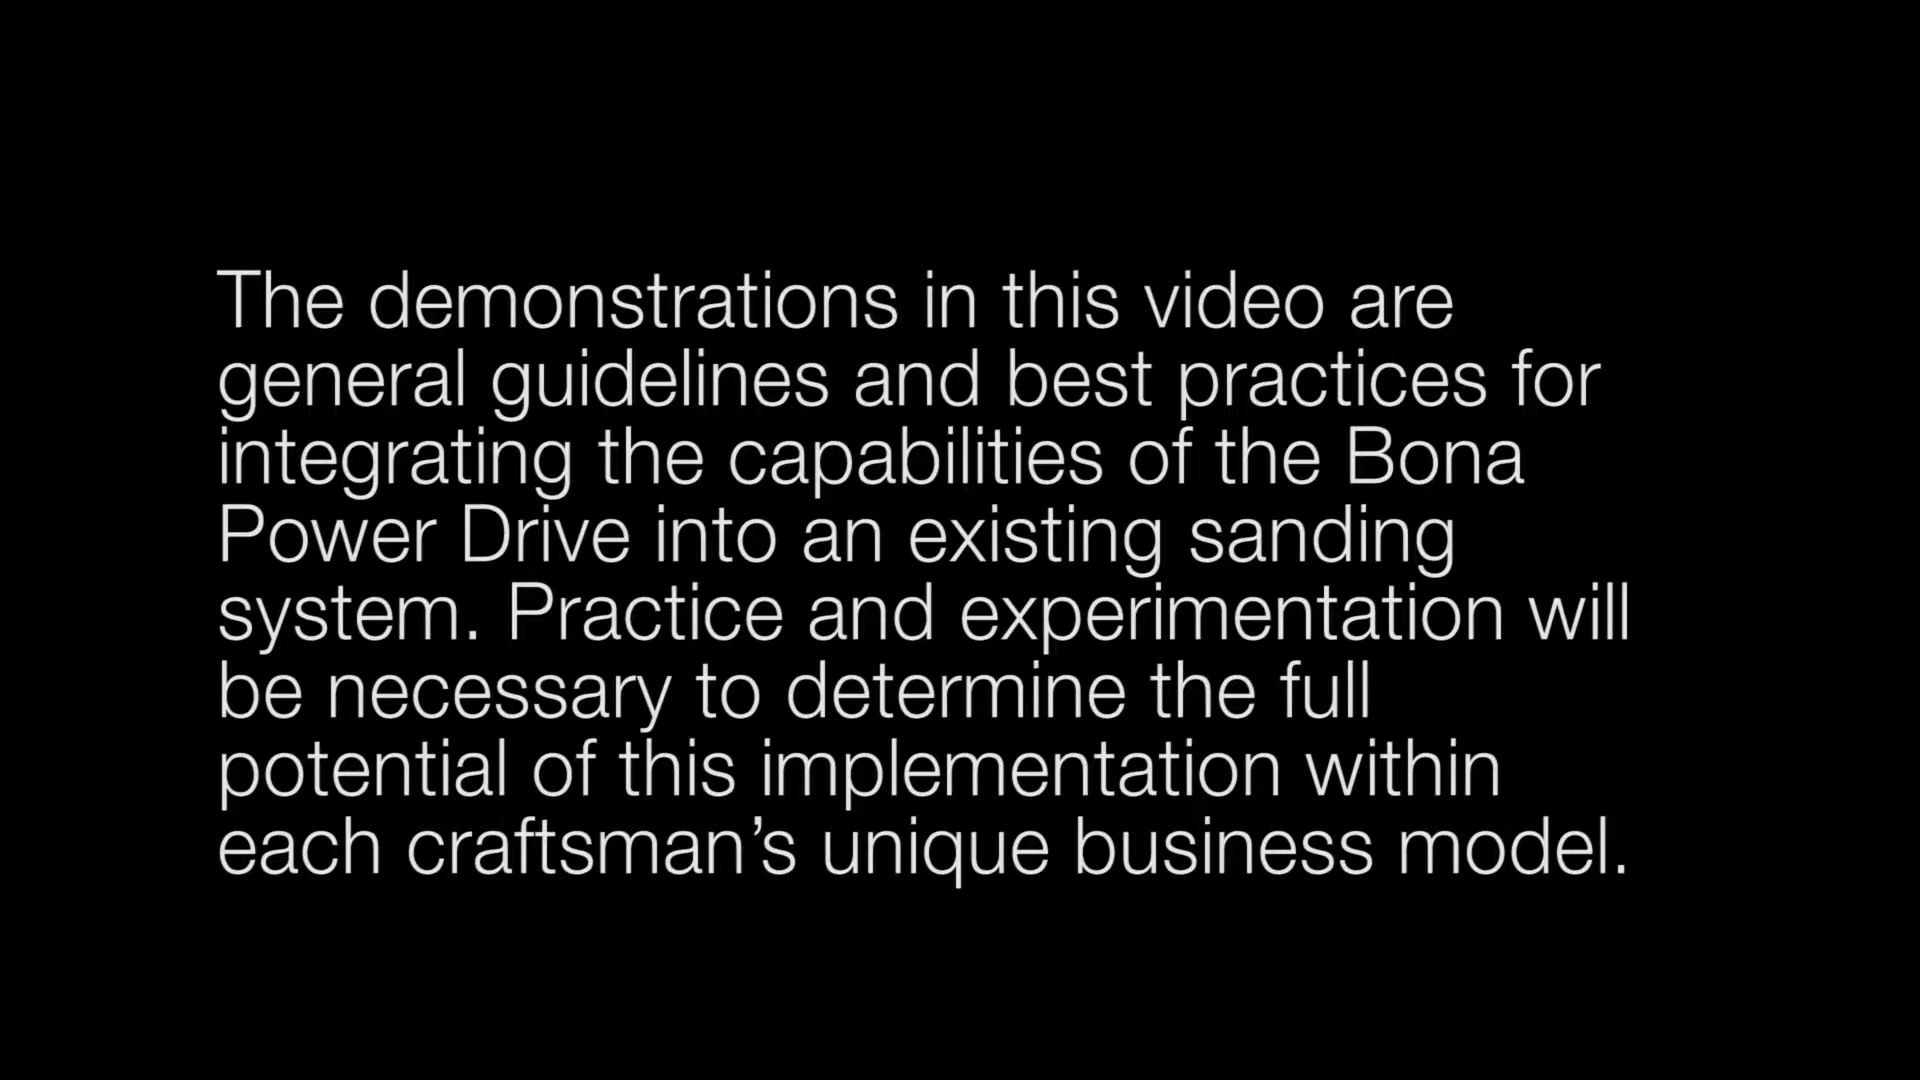 The demonstrations in this video are
general guidelines and best practices for
integrating the capabilities of the Bona
Power Drive into an existing sanding
system. Practice and experimentation will
be necessary to determine the full
potential of this implementation within
each craftsman’s unique business model.